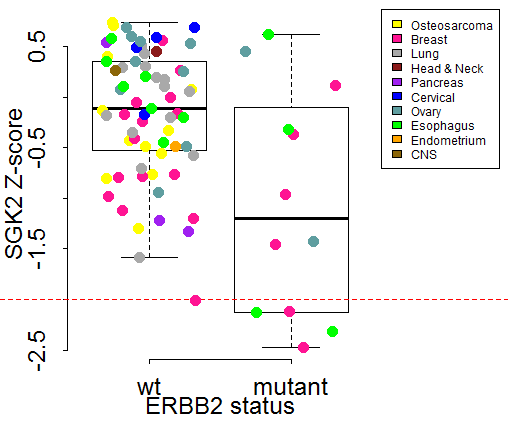 0.5
-0.5
-1.5
-2.5
SGK2 Z-score
wt
mutant
ERBB2 status
Osteosarcoma
Breast
Lung
Head & Neck
Pancreas
Cervical
Ovary
Esophagus
Endometrium
CNS